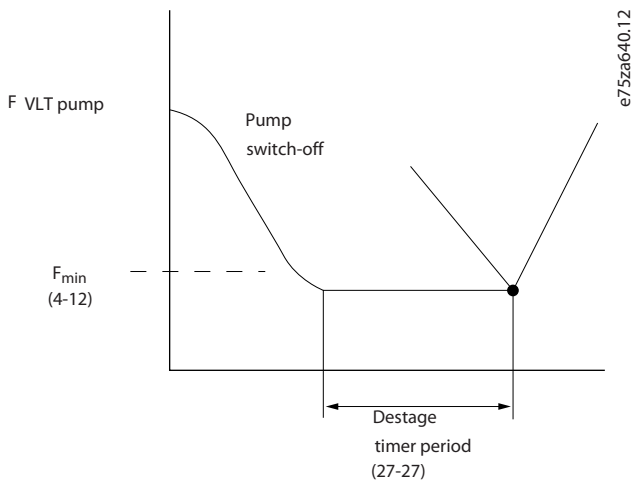 e75za640.12
F VLT pump
Pump
switch-off
Fmin
(4-12)
Destage
timer period
(27-27)